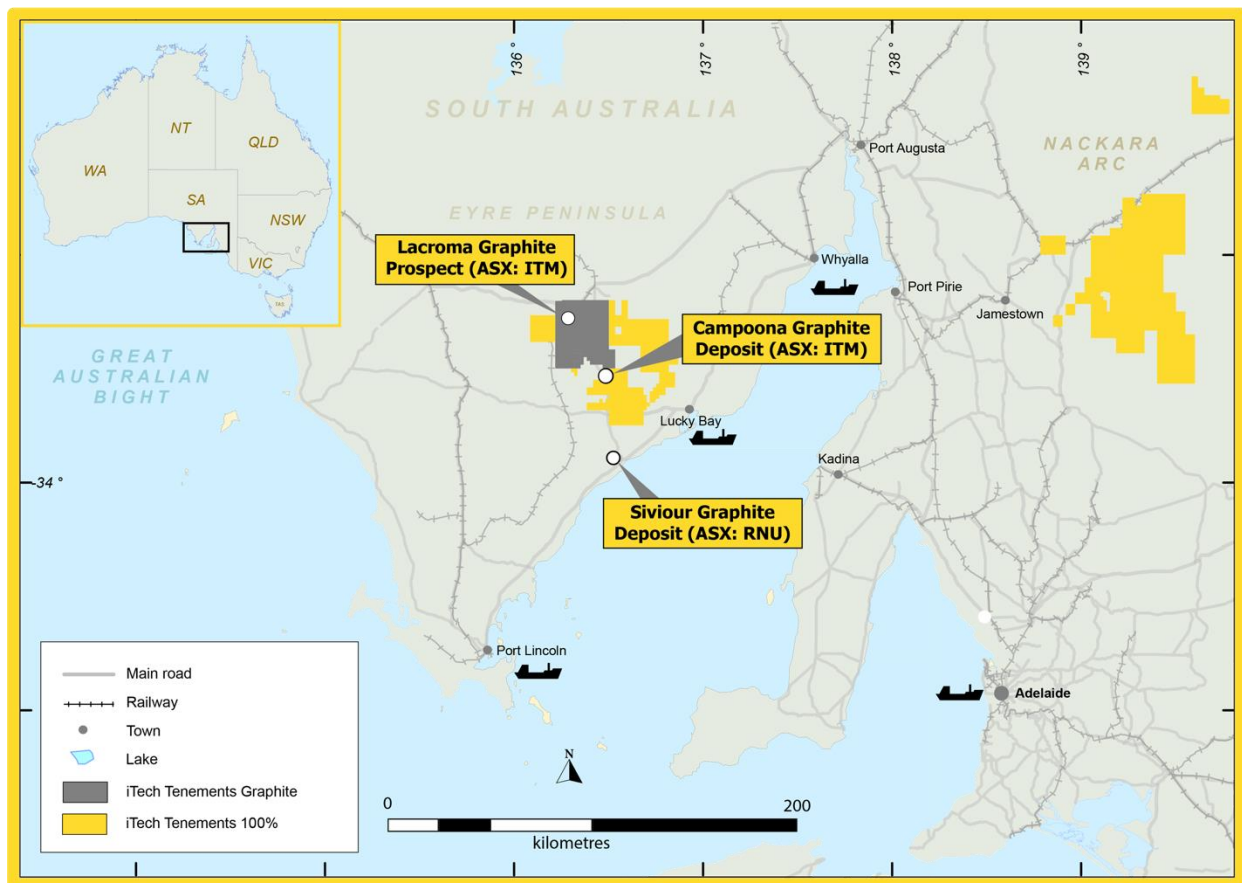 136 °
137 °
138 °
139 °
NT
QLD
WA
SA
NSW
VIC
SOUTH AUSTRALIA
Port Augusta
NACKARA
ARC
EYRE PENINSULA
Lacroma Graphite
Prospect (ASX: ITM)
Whyalla
Port Pirie
Jamestown
Campoona Graphite
Deposit (ASX: ITM)
GREAT
AUSTRALIAN
BIGHT
Lucky Bay
Kadina
-34 °
Siviour Graphite
Deposit (ASX: RNU)
Port Lincoln
Adelaide
Main road
Railway
Town
Lake
iTech Tenements Graphite
iTech Tenements 100%
N
0
200
kilometres